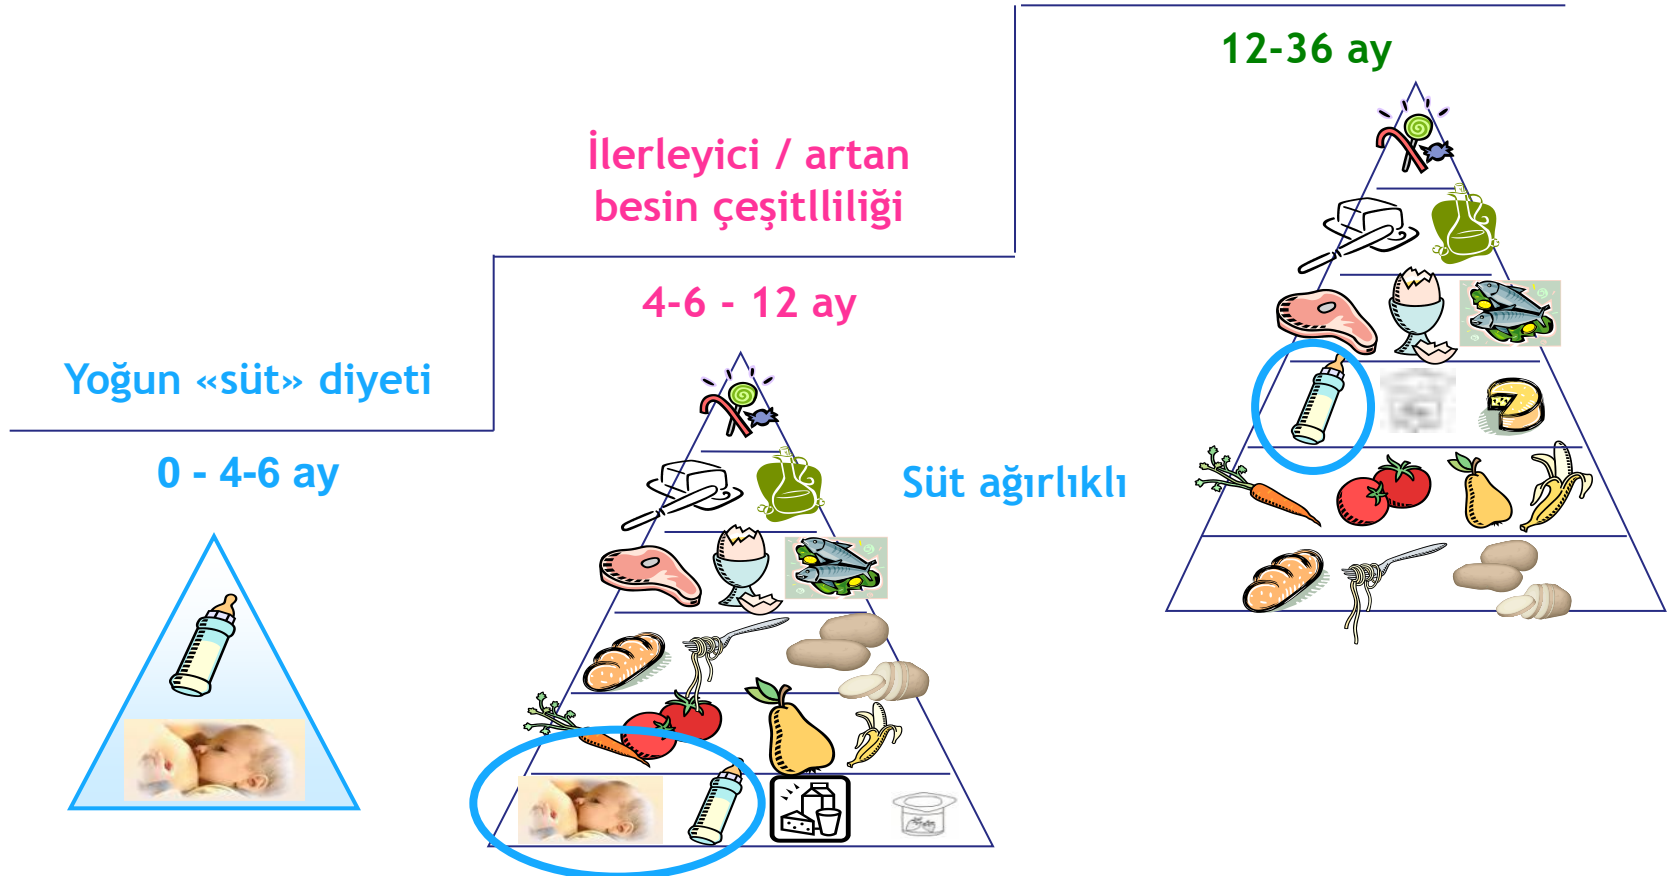 12-36 ay
İlerleyici / artan
besin çeşitlliliği
4-6 - 12 ay
Yoğun «süt» diyeti
0 - 4-6 ay
Süt ağırlıklı